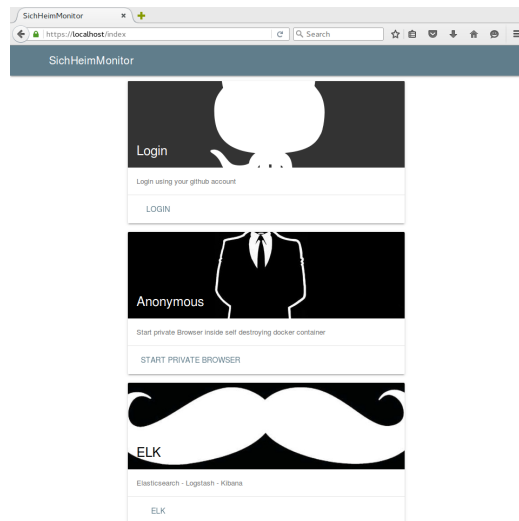 SichHeimMonitor
https://localhost/index
Search
SichHeimMonitor
Login
Login using your github account
LOGIN
Anonymous
Start private Browser inside self destroying docker container
START PRIVATE BROWSER
ELK
Elasticsearch - Logstash - Kibana
ELK